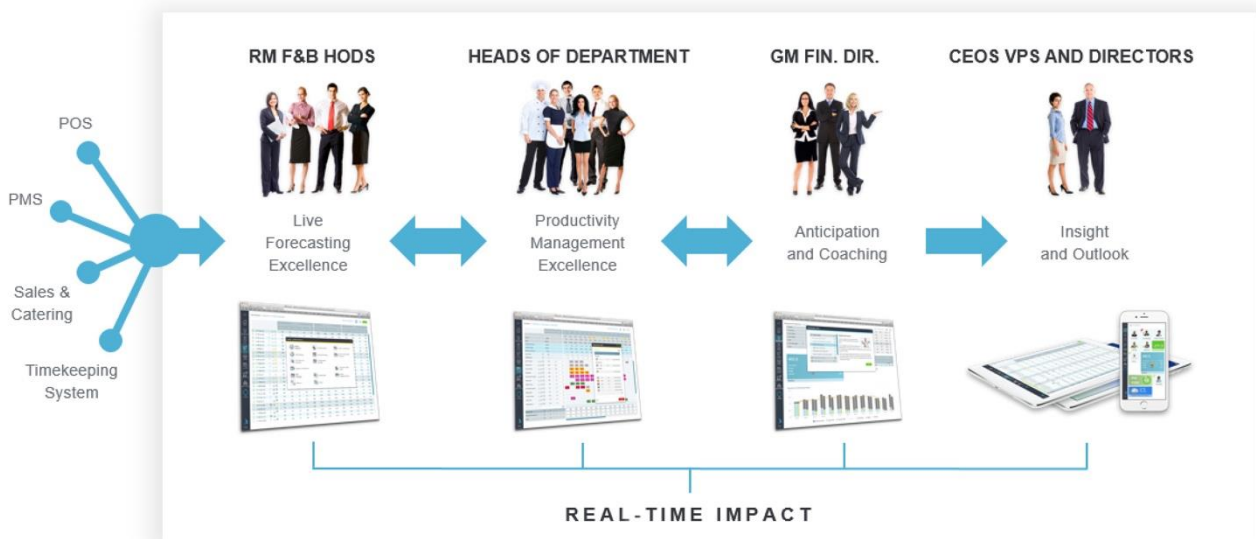 RM F&B HODS
HEADS OF DEPARTMENT
GM FIN. DIR.
CEOS VPS AND DIRECTORS
POS
PMS
Sales &
Catering
Timekeeping
System
Live
Forecasting
Excellence
Productivity
Management
Excellence
Anticipation
and Coaching
Insight
and Outlook
REAL-TIME IMPACT